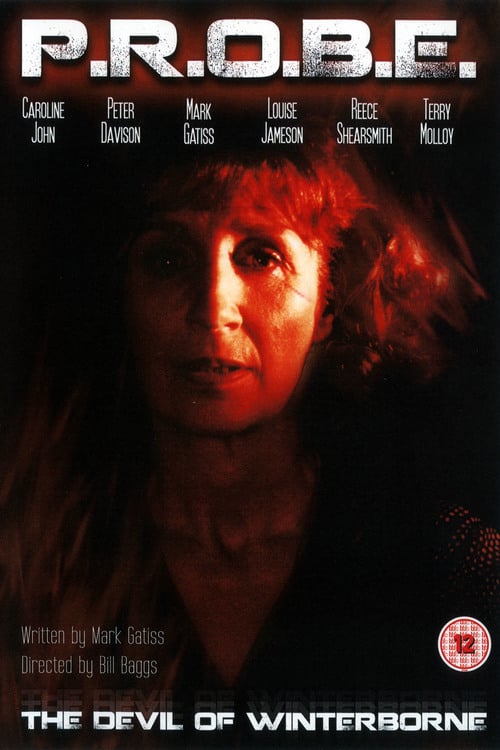 P.R.O.B.E.
CAROLINE JOHN
PETER DAVISON
MARK GATISS
LOUISE JAMESON
REECE SHEARSMITH
TERRY MOLLOY
Written by Mark Gatiss
Directed by Bill Baggs
12
THE DEVIL OF WINTERBORNE
THE DEVIL OF WINTERBORNE